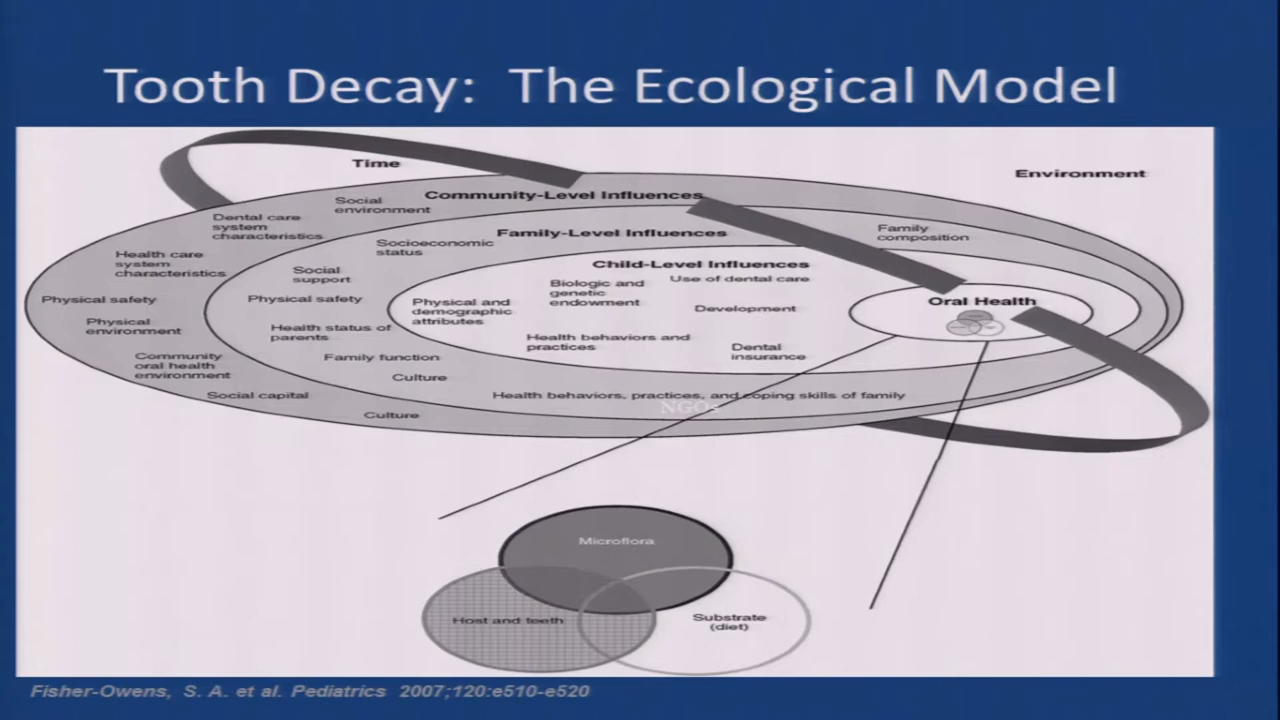 Tooth Decay: The Ecological Model
Time
Environment
Community-Level Influences
Social
environment
Dental care
system
characteristics
Health care
system
characteristics
Physical safety
Physical
environment
Community
oral health
environment
Social capital
Culture
Family-Level Influences
Family
composition
Socioeconomic
status
Social
support
Physical safety
Health status of
parents
Family function
Culture
Health behaviors, practices, and coping skills of family
NGOs
Child-Level Influences
Biologic and
genetic
endowment
Use of dental care
Physical and
demographic
attributes
Development
Health behaviors and
practices
Dental
insurance
Oral Health
Microflora
Host and teeth
Substrate
(diet)
Fisher-Owens, S. A. et al. Pediatrics 2007;120:e510-e520